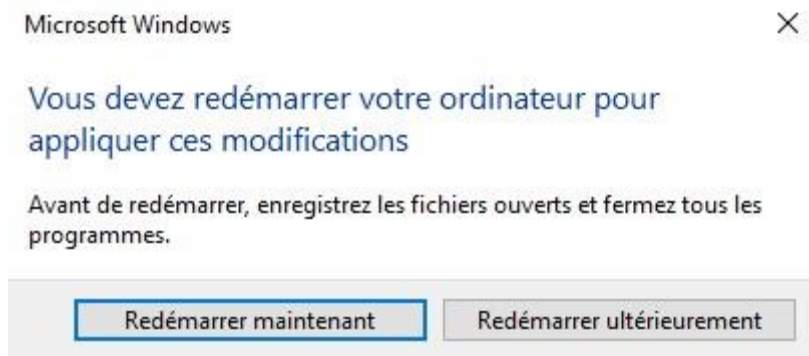 Microsoft Windows
Vous devez redémarrer votre ordinateur pour
appliquer ces modifications
Avant de redémarrer, enregistrez les fichiers ouverts et fermez tous les
programmes.
Redémarrer maintenant
Redémarrer ultérieurement